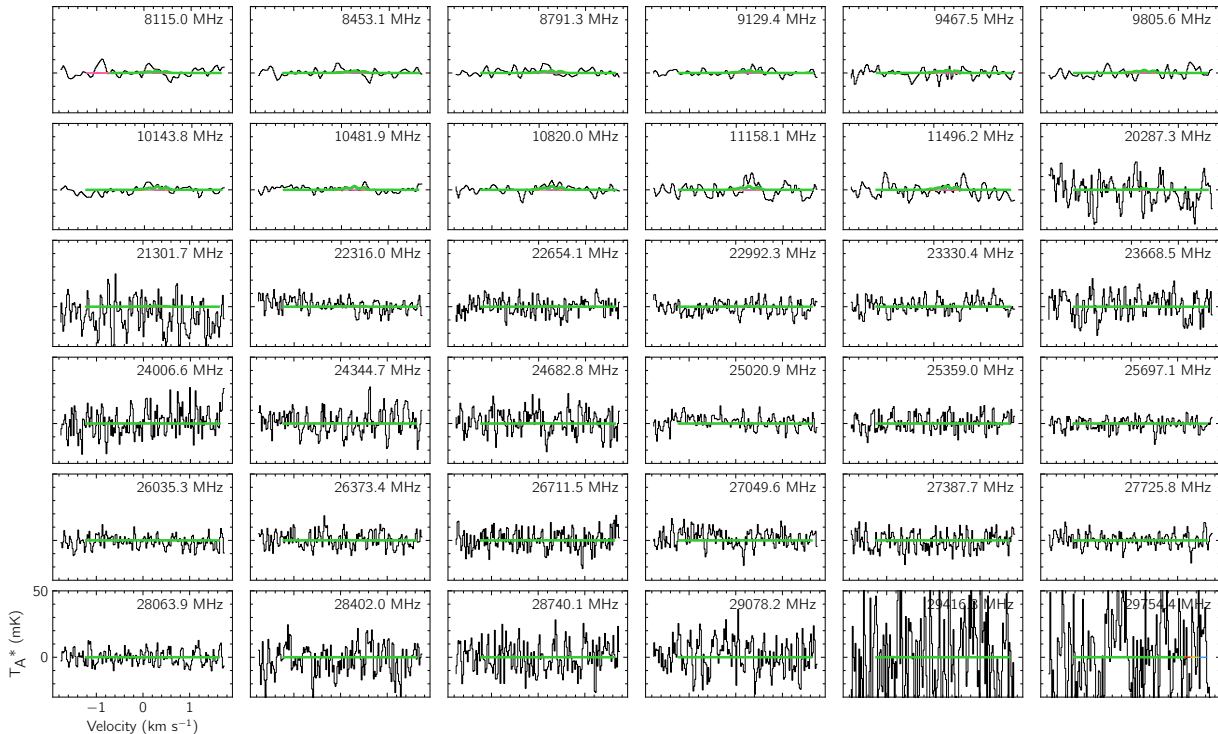 8115.0 MHz
8453.1 MHz
8791.3 MHz
9129.4 MHz
9467.5 MHz
9805.6 MHz
10143.8 MHz
10481.9 MHz
10820.0 MHz
11158.1 MHz
11496.2 MHz
20287.3 MHz
21301.7 MHz
22316.0 MHz
22654.1 MHz
22992.3 MHz
23330.4 MHz
23668.5 MHz
24006.6 MHz
24344.7 MHz
24682.8 MHz
25020.9 MHz
25359.0 MHz
25697.1 MHz
26035.3 MHz
26373.4 MHz
26711.5 MHz
27049.6 MHz
27387.7 MHz
27725.8 MHz
28063.9 MHz
28402.0 MHz
28740.1 MHz
29078.2 MHz
29416.3 MHz
29754.4 MHz
50
0
T_A* (mK)
−1 0 1
Velocity (km s⁻¹)